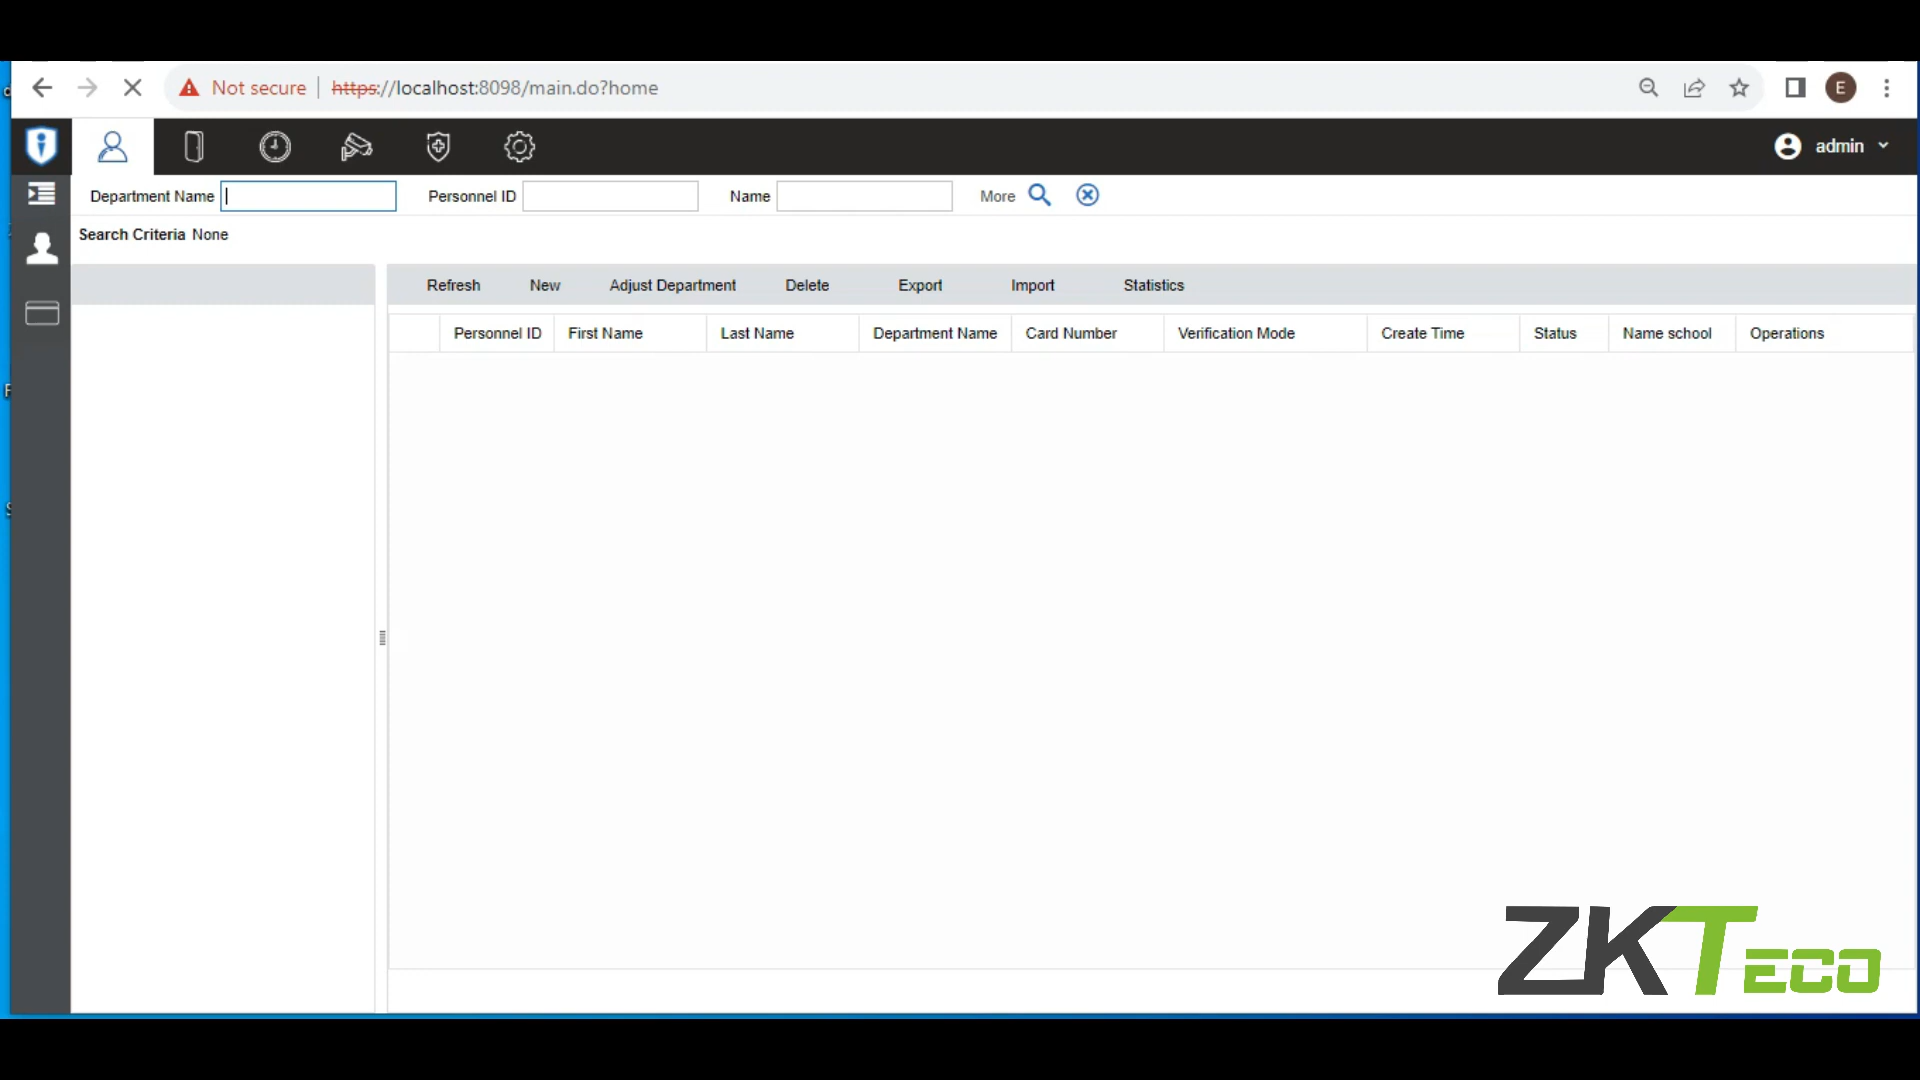 Not secure | https://localhost:8098/main.do?home
E
admin
Department Name
Personnel ID
Name
More
Search Criteria None
Refresh New Adjust Department Delete Export Import Statistics
Personnel ID First Name Last Name Department Name Card Number Verification Mode Create Time Status Name school Operations
ZKTECO